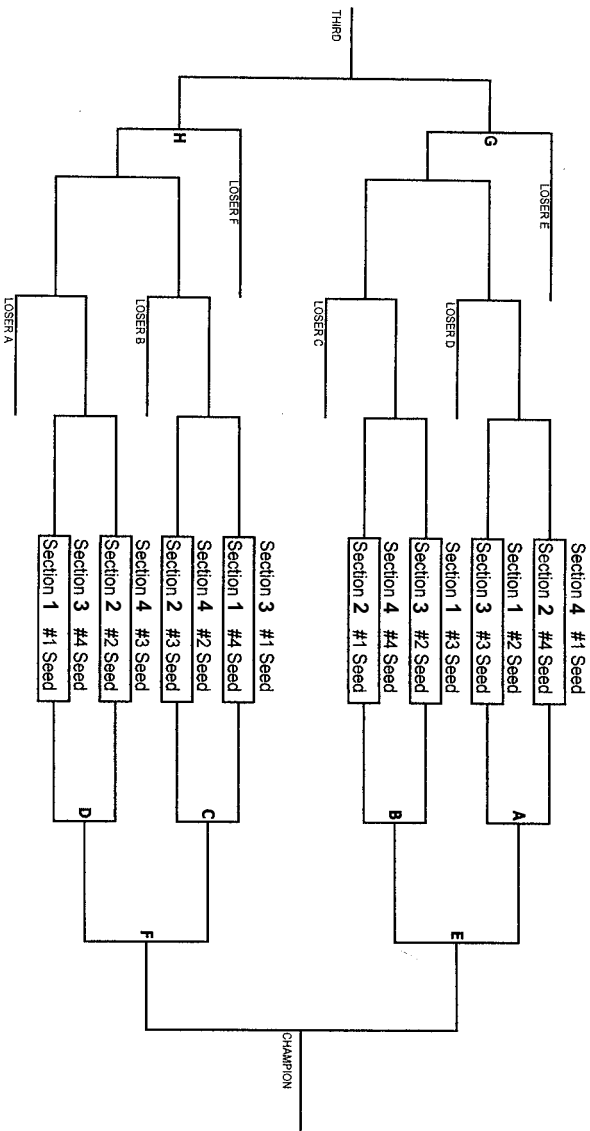 THIRD
H
G
LOSER F
LOSER E
LOSER A
LOSER B
LOSER C
LOSER D
Section 4 #1 Seed
Section 2 #4 Seed
Section 1 #2 Seed
Section 3 #3 Seed
Section 1 #3 Seed
Section 3 #2 Seed
Section 4 #4 Seed
Section 2 #1 Seed
Section 3 #1 Seed
Section 1 #4 Seed
Section 4 #2 Seed
Section 2 #3 Seed
Section 4 #3 Seed
Section 2 #2 Seed
Section 3 #4 Seed
Section 1 #1 Seed
A
B
C
D
E
F
CHAMPION